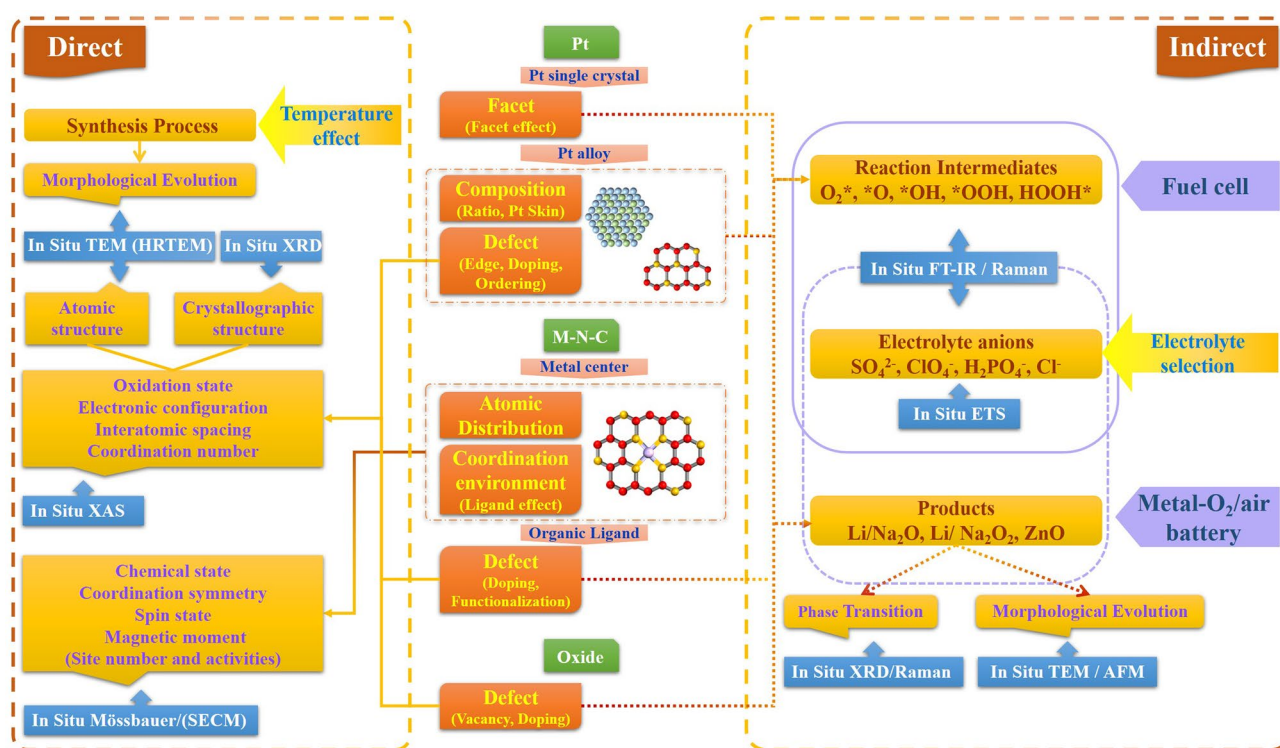 Direct
Synthesis Process
Temperature
effect
Morphological Evolution
In Situ TEM (HRTEM)
In Situ XRD
Atomic
structure
Crystallographic
structure
Oxidation state
Electronic configuration
Interatomic spacing
Coordination number
In Situ XAS
Chemical state
Coordination symmetry
Spin state
Magnetic moment
(Site number and activities)
In Situ Mössbauer/(SECM)
Pt
Pt single crystal
Facet
(Facet effect)
Pt alloy
Composition
(Ratio, Pt Skin)
Defect
(Edge, Doping,
Ordering)
M-N-C
Metal center
Atomic
Distribution
Coordination
environment
(Ligand effect)
Organic Ligand
Defect
(Doping,
Functionalization)
Oxide
Defect
(Vacancy, Doping)
Indirect
Reaction Intermediates
O₂*, *O, *OH, *OOH, HOOH*
Fuel cell
In Situ FT-IR / Raman
Electrolyte anions
SO₄²⁻, ClO₄⁻, H₂PO₄⁻, Cl⁻
Electrolyte
selection
In Situ ETS
Products
Li/Na₂O, Li/ Na₂O₂, ZnO
Metal-O₂/air
battery
Phase Transition
Morphological Evolution
In Situ XRD/Raman
In Situ TEM / AFM